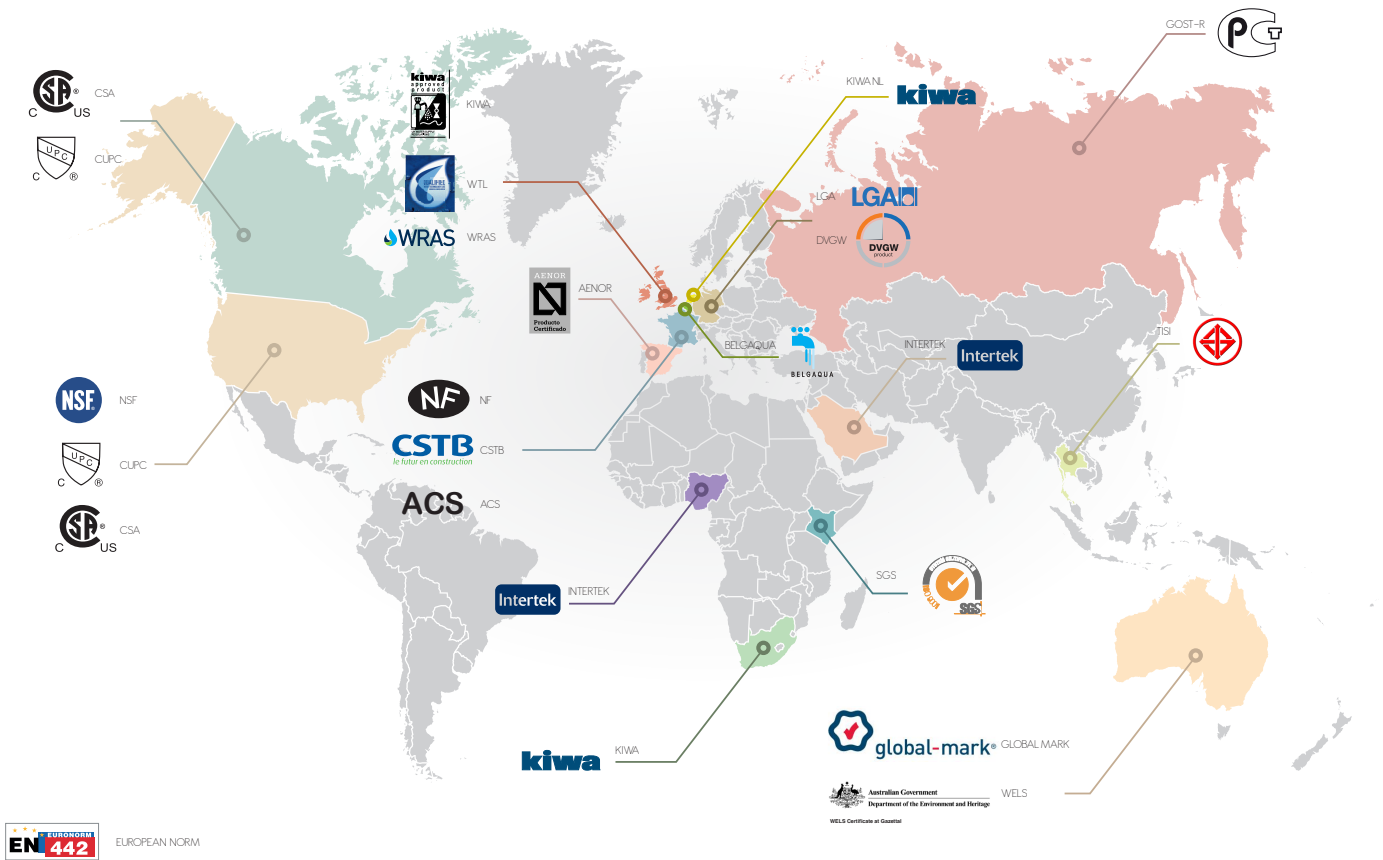 GOST-R
PCT
CSA
C US
CUPC
UPC
C ®
kiwa
approved
product
KIWA
WTL
WRAS
WRAS
KIWA NL
kiwa
LGA
LGA
DVGW
DVGW
product
AENOR
AENOR
Producto
Certificado
BELGAQUA
BELGAQUA
INTERTEK
Intertek
TISI
NSF
NSF
CUPC
UPC
C ®
CSA
C US
NF
NF
CSTB
le futur en construction
CSTB
ACS
ACS
Intertek
INTERTEK
SGS
SGS
kiwa
KIWA
global-mark®
GLOBAL MARK
Australian Government
Department of the Environment and Heritage
WELS
WELS Certificate at Gazettal
EURONORM
EN 442
EUROPEAN NORM